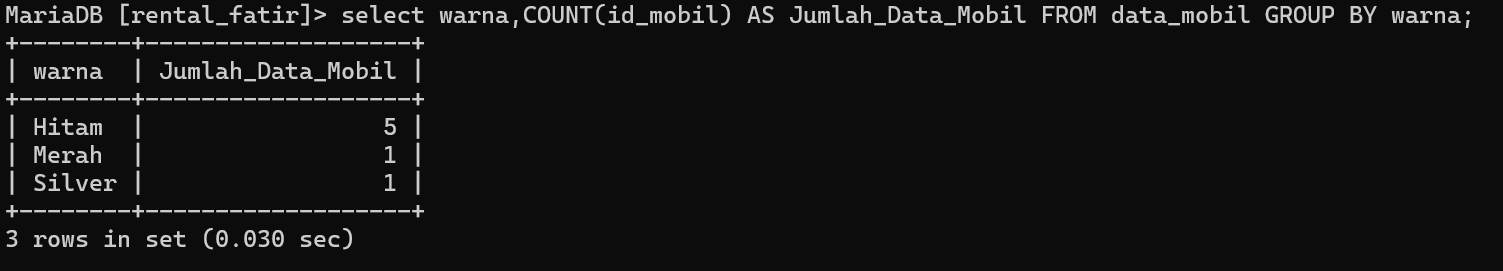 MariaDB [rental_fatir]> select warna,COUNT(id_mobil) AS Jumlah_Data_Mobil FROM data_mobil GROUP BY warna;
+--------+-------------------+
| warna  | Jumlah_Data_Mobil |
+--------+-------------------+
| Hitam  |                 5 |
| Merah  |                 1 |
| Silver |                 1 |
+--------+-------------------+
3 rows in set (0.030 sec)